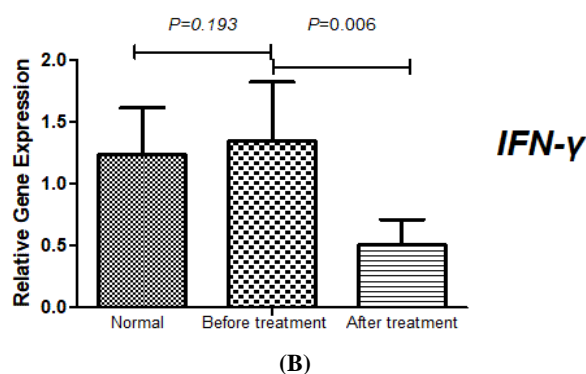 P=0.193
P=0.006
2.0
1.5
1.0
0.5
0.0
Relative Gene Expression
IFN-γ
Normal
Before treatment
After treatment
(B)